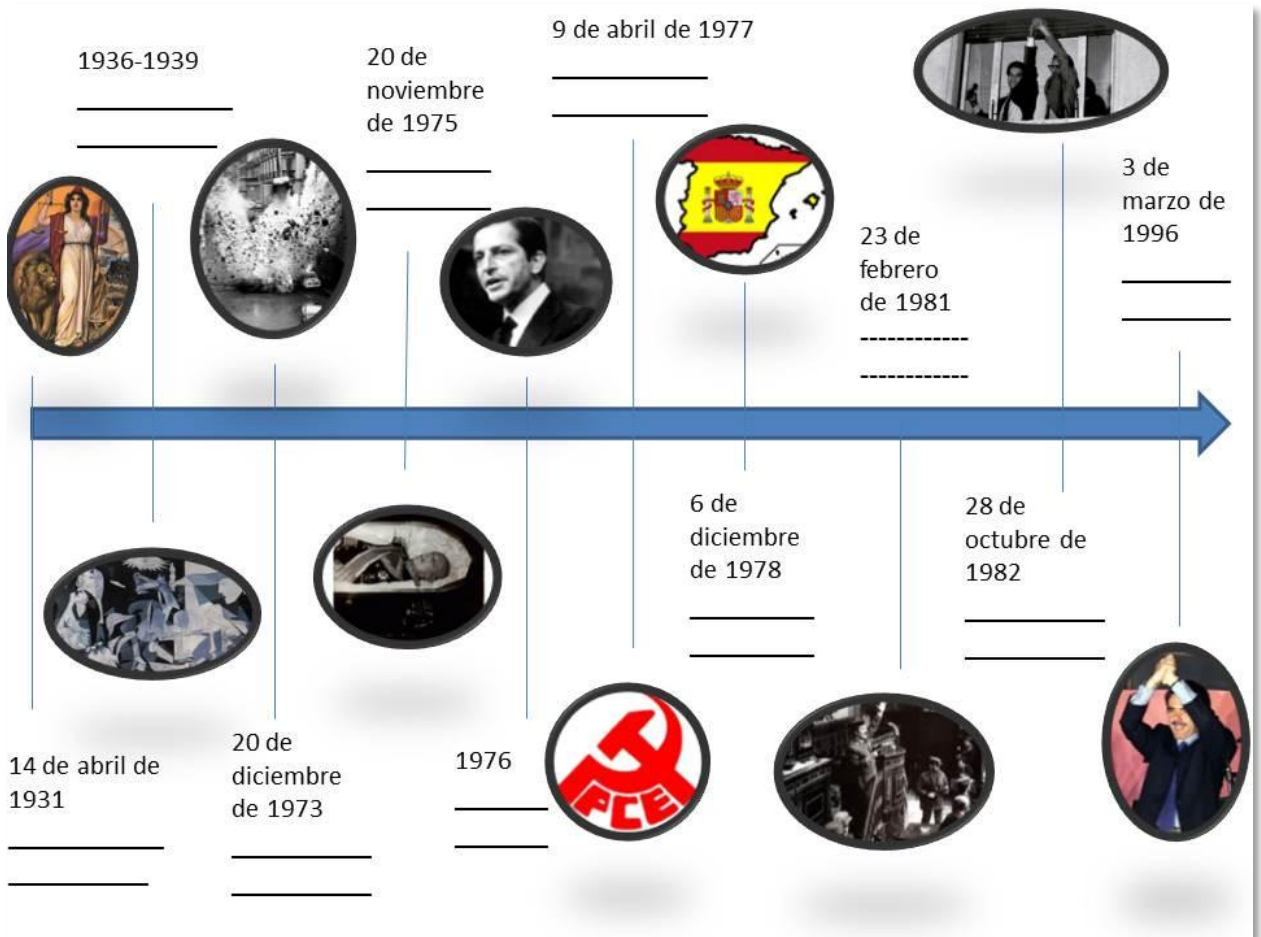 1936-1939
20 de
noviembre
de 1975
9 de abril de 1977
23 de
febrero
de 1981
3 de
marzo de
1996
14 de abril de
1931
20 de
diciembre
de 1973
1976
PCE
6 de
diciembre
de 1978
28 de
octubre de
1982